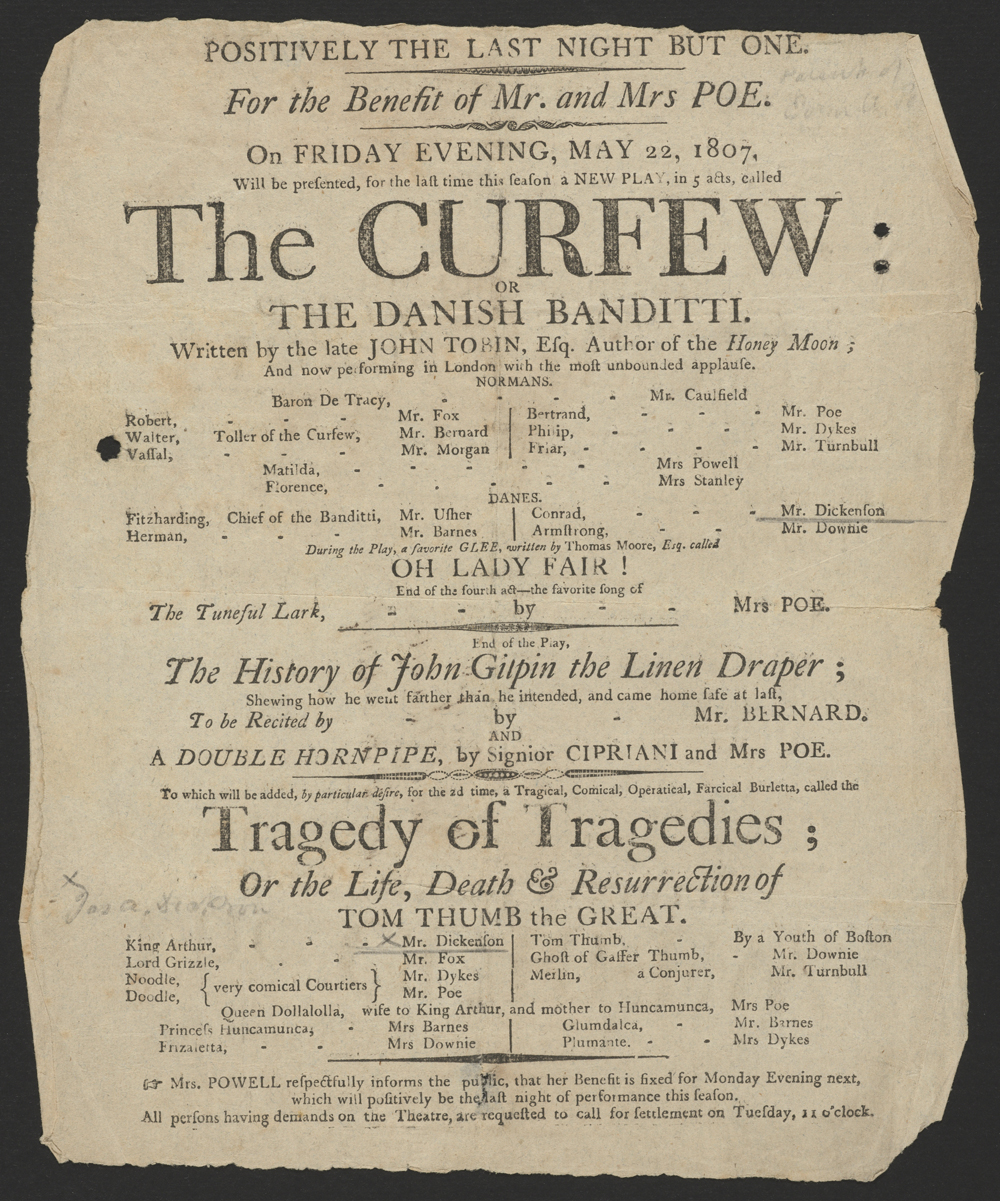 POSITIVELY THE LAST NIGHT BUT ONE.
For the Benefit of Mr. and Mrs POE.
On FRIDAY EVENING, MAY 22, 1807,
Will be preſented, for the laſt time this ſeaſon a NEW PLAY, in 5 acts, called
The CURFEW:
OR
THE DANISH BANDITTI.
Written by the late JOHN TOBIN, Eſq. Author of the Honey Moon;
And now performing in London with the moſt unbounded applauſe.
NORMANS.
Baron De Tracy, - - - - Mr. Caulfield
Robert, - - - Mr. Fox | Bertrand, - - - Mr. Poe
Walter, Toller of the Curfew, Mr. Bernard | Philip, - - - Mr. Dykes
Vaſſal, - - - Mr. Morgan | Friar, - - - - Mr. Turnbull
Matilda, - - - - - Mrs Powell
Florence, - - - - - Mrs Stanley
DANES.
Fitzharding, Chief of the Banditti, Mr. Uſher | Conrad, - - - Mr. Dickenſon
Herman, - - - Mr. Barnes | Armſtrong, - - Mr. Downie
During the Play, a favorite GLEE, written by Thomas Moore, Eſq. called
OH LADY FAIR!
End of the fourth act—the favorite ſong of
The Tuneful Lark, - - by - - Mrs POE.
End of the Play,
The History of John Gilpin the Linen Draper;
Shewing how he went farther than he intended, and came home ſafe at laſt,
To be Recited by - by - Mr. BERNARD.
AND
A DOUBLE HORNPIPE, by Signior CIPRIANI and Mrs POE.
To which will be added, by particular deſire, for the 2d time, a Tragical, Comical, Operatical, Farcical Burletta, called the
Tragedy of Tragedies;
Or the Life, Death & Resurrection of
TOM THUMB the GREAT.
King Arthur, - - - Mr. Dickenſon | Tom Thumb, - By a Youth of Boſton
Lord Grizzle, - - Mr. Fox | Ghoſt of Gaffer Thumb, - Mr. Downie
Noodle, { very comical Courtiers } Mr. Dykes | Merlin, a Conjurer, Mr. Turnbull
Doodle, Mr. Poe
Queen Dollalolla, wife to King Arthur, and mother to Huncamunca, Mrs Poe
Princeſs Huncamunca; - Mrs Barnes | Glumdalca, - Mr. Barnes
Frizaletta, - - Mrs Downie | Plumante. - - Mrs Dykes
☞ Mrs. POWELL reſpectfully informs the public, that her Benefit is fixed for Monday Evening next,
which will poſitively be the laſt night of performance this ſeaſon.
All perſons having demands on the Theatre, are requeſted to call for ſettlement on Tueſday, 11 o'clock.